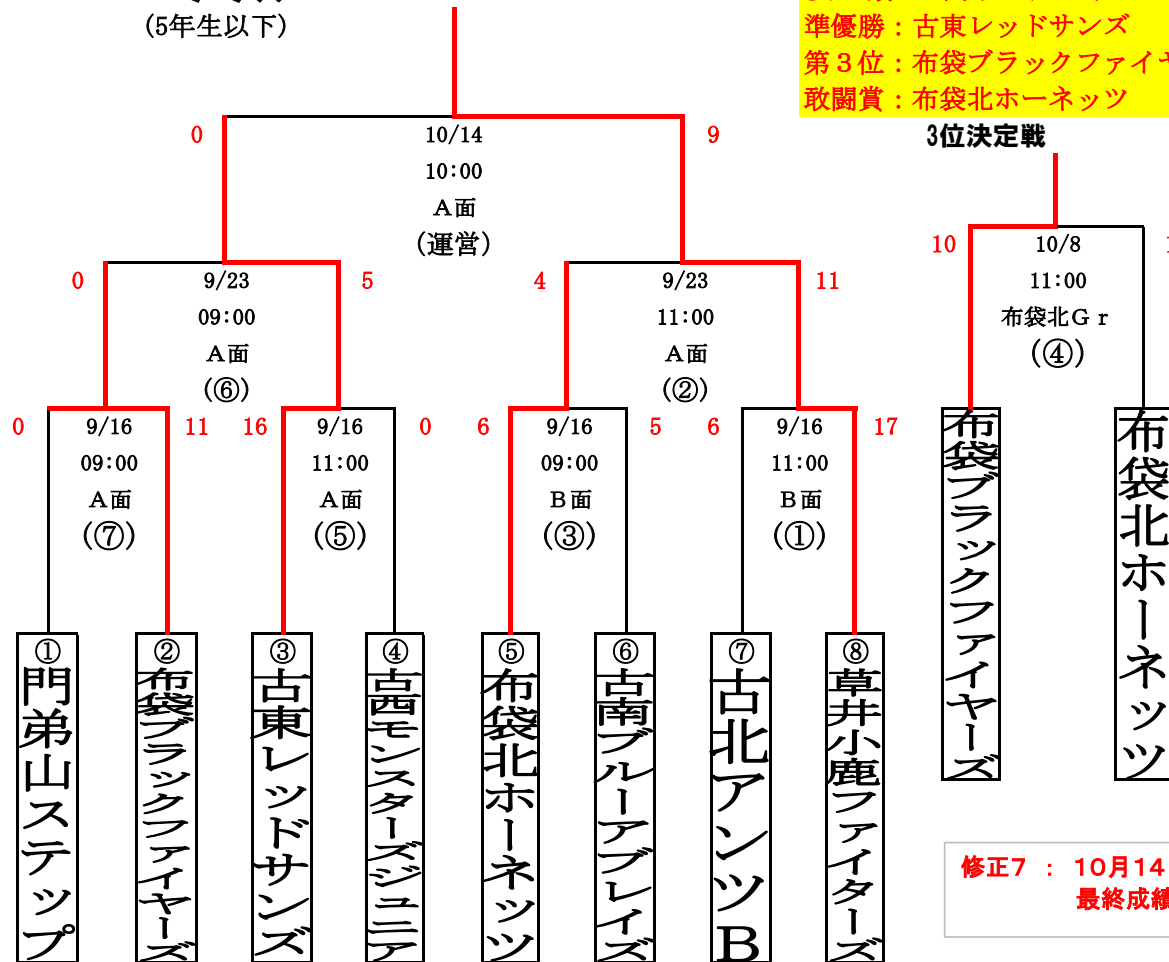 (5年生以下)
準優勝：古東レッドサンズ
第３位：布袋ブラックファイヤ
敢闘賞：布袋北ホーネッツ
3位決定戦
0
10/14
9
10:00
Ａ面
(運営)
10
10/8
11:00
布袋北Ｇｒ
(④)
0
9/23
5
4
9/23
11
09:00
11:00
Ａ面
Ａ面
(⑥)
(②)
0
9/16
11
16
9/16
0
6
9/16
5
6
9/16
17
09:00
11:00
09:00
11:00
Ａ面
Ａ面
Ｂ面
Ｂ面
(⑦)
(⑤)
(③)
(①)
布袋ブラックファイヤーズ
布袋北ホーネッツ
①
門弟山ステップ
②
布袋ブラックファイヤーズ
③
古東レッドサンズ
④
古西モンスターズジュニア
⑤
布袋北ホーネッツ
⑥
古南ブルーアブレイズ
⑦
古北アンツＢ
⑧
草井小鹿ファイターズ
修正7 ： 10月14
最終成績